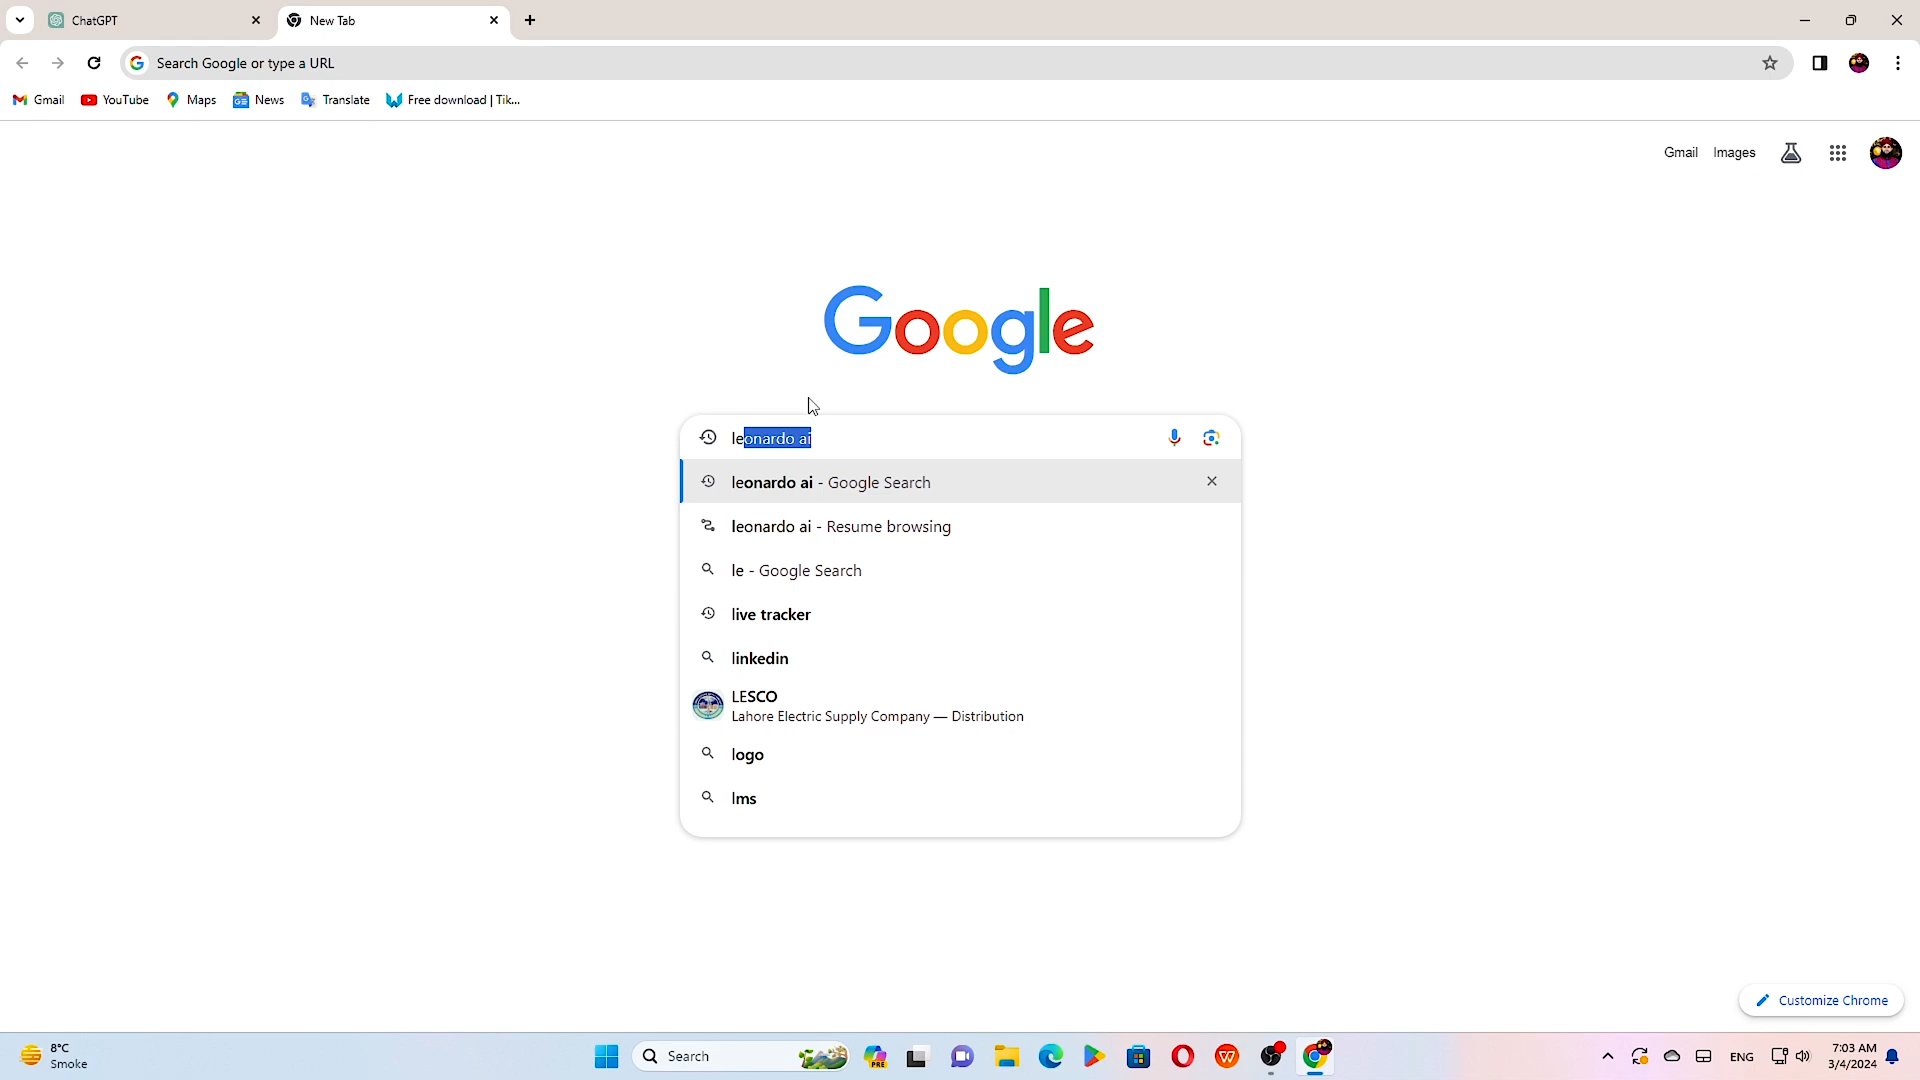 ChatGPT
New Tab
Search Google or type a URL
Gmail
YouTube
Maps
News
Translate
Free download | Tik...
Gmail
Images
Google
leonardo ai
leonardo ai - Google Search
leonardo ai - Resume browsing
le - Google Search
live tracker
linkedin
LESCO
Lahore Electric Supply Company — Distribution
logo
lms
Customize Chrome
8°C
Smoke
Search
PRE
ENG
7:03 AM
3/4/2024